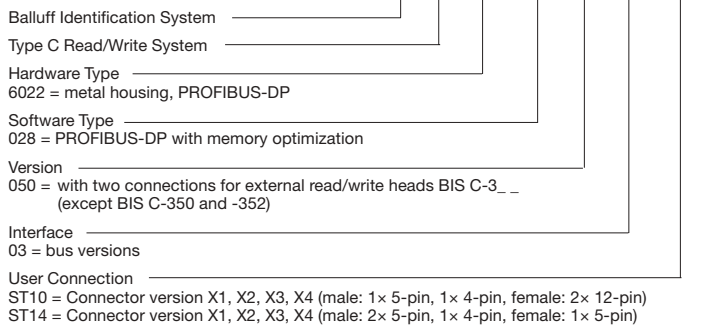 Balluff Identification System
Type C Read/Write System
Hardware Type
6022 = metal housing, PROFIBUS-DP
Software Type
028 = PROFIBUS-DP with memory optimization
Version
050 = with two connections for external read/write heads BIS C-3_ _
(except BIS C-350 and -352)
Interface
03 = bus versions
User Connection
ST10 = Connector version X1, X2, X3, X4 (male: 1× 5-pin, 1× 4-pin, female: 2× 12-pin)
ST14 = Connector version X1, X2, X3, X4 (male: 2× 5-pin, 1× 4-pin, female: 1× 5-pin)